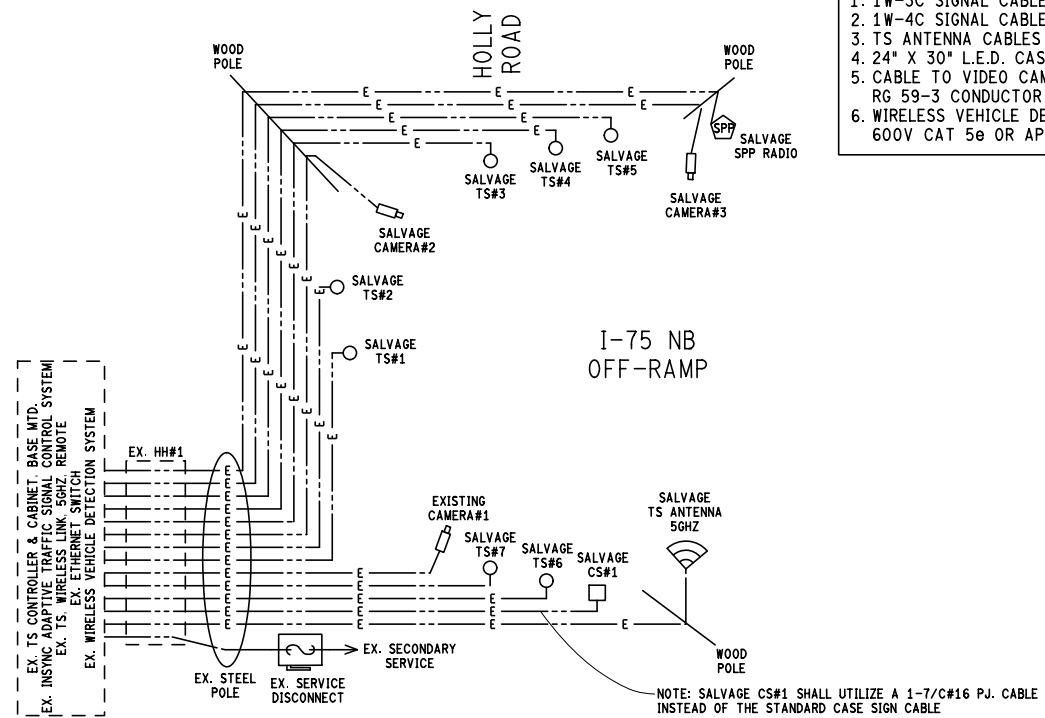 1. 1W-5C SIGNAL CABLE
2. 1W-4C SIGNAL CABLE
3. TS ANTENNA CABLES
4. 24" X 30" L.E.D. CAS
5. CABLE TO VIDEO CAM
RG 59-3 CONDUCTOR
6. WIRELESS VEHICLE DE
600V CAT 5e OR AP
HOLLY
ROAD
WOOD
POLE
WOOD
POLE
E E E
E E
E
E
SPP
SALVAGE
SPP RADIO
SALVAGE
TS#3
SALVAGE
TS#4
SALVAGE
TS#5
SALVAGE
CAMERA#3
SALVAGE
CAMERA#2
E
E
E
E
E
E
E
SALVAGE
TS#2
SALVAGE
TS#1
E
E
E
E
E
E
E
I-75 NB
OFF-RAMP
EX. TS CONTROLLER & CABINET, BASE MTD.
EX. INSYNC ADAPTIVE TRAFFIC SIGNAL CONTROL SYSTEM
EX. TS, WIRELESS LINK, 5GHZ, REMOTE
EX. ETHERNET SWITCH
EX. WIRELESS VEHICLE DETECTION SYSTEM
EX. HH#1
E
E
E
E
E
E
E
E
E E
E E E
E E E
E E E
E E E E
EXISTING
CAMERA#1
SALVAGE
TS#7
SALVAGE
TS#6
SALVAGE
CS#1
SALVAGE
TS ANTENNA
5GHZ
WOOD
POLE
EX. STEEL
POLE
EX. SERVICE
DISCONNECT
EX. SECONDARY
SERVICE
NOTE: SALVAGE CS#1 SHALL UTILIZE A 1-7/C#16 PJ. CABLE
INSTEAD OF THE STANDARD CASE SIGN CABLE